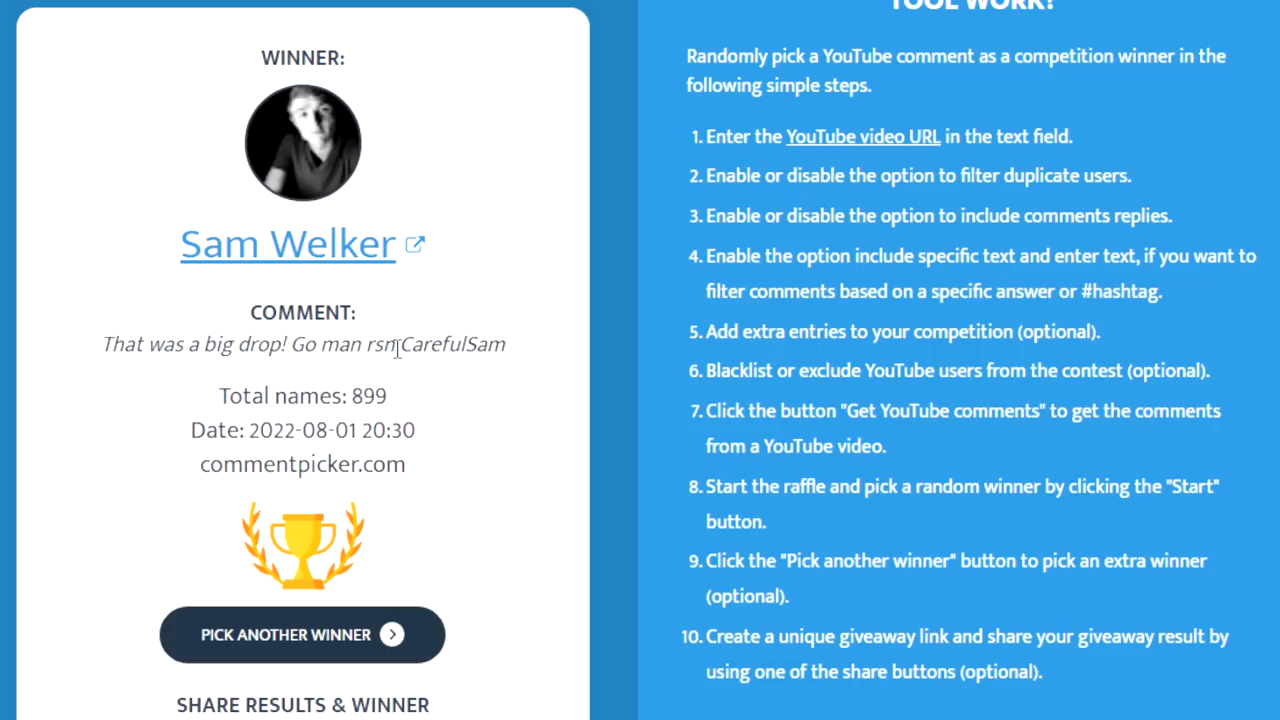 WINNER:
Sam Welker
COMMENT:
That was a big drop! Go man CarefulSam
Total names: 899
Date: 2022-08-01 20:30
commentpicker.com
PICK ANOTHER WINNER
SHARE RESULTS & WINNER
TOOL WORK?
Randomly pick a YouTube comment as a competition winner in the
following simple steps.
1. Enter the YouTube video URL in the text field.
2. Enable or disable the option to filter duplicate users.
3. Enable or disable the option to include comments replies.
4. Enable the option include specific text and enter text, if you want to
filter comments based on a specific answer or #hashtag.
5. Add extra entries to your competition (optional).
6. Blacklist or exclude YouTube users from the contest (optional).
7. Click the button "Get YouTube comments" to get the comments
from a YouTube video.
8. Start the raffle and pick a random winner by clicking the "Start"
button.
9. Click the "Pick another winner" button to pick an extra winner
(optional).
10. Create a unique giveaway link and share your giveaway result by
using one of the share buttons (optional).